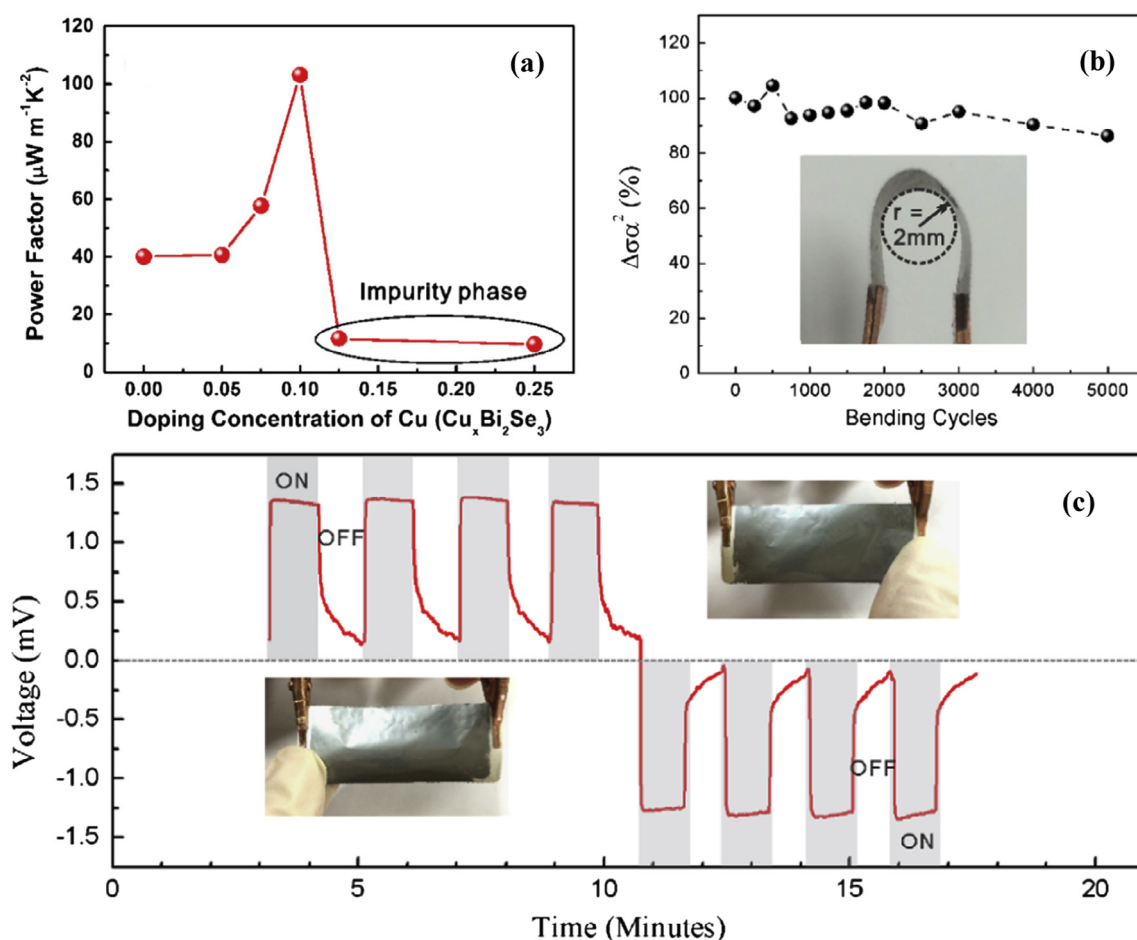 (a)
Power Factor (μW m⁻¹K⁻²)
120
100
80
60
40
20
0
Impurity phase
0.00 0.05 0.10 0.15 0.20 0.25
Doping Concentration of Cu (CuₓBi₂Se₃)
(b)
Δσα² (%)
120
100
80
60
40
20
0
r =
2mm
0 1000 2000 3000 4000 5000
Bending Cycles
(c)
Voltage (mV)
1.5
1.0
0.5
0.0
-0.5
-1.0
-1.5
ON
OFF
OFF
ON
0 5 10 15 20
Time (Minutes)